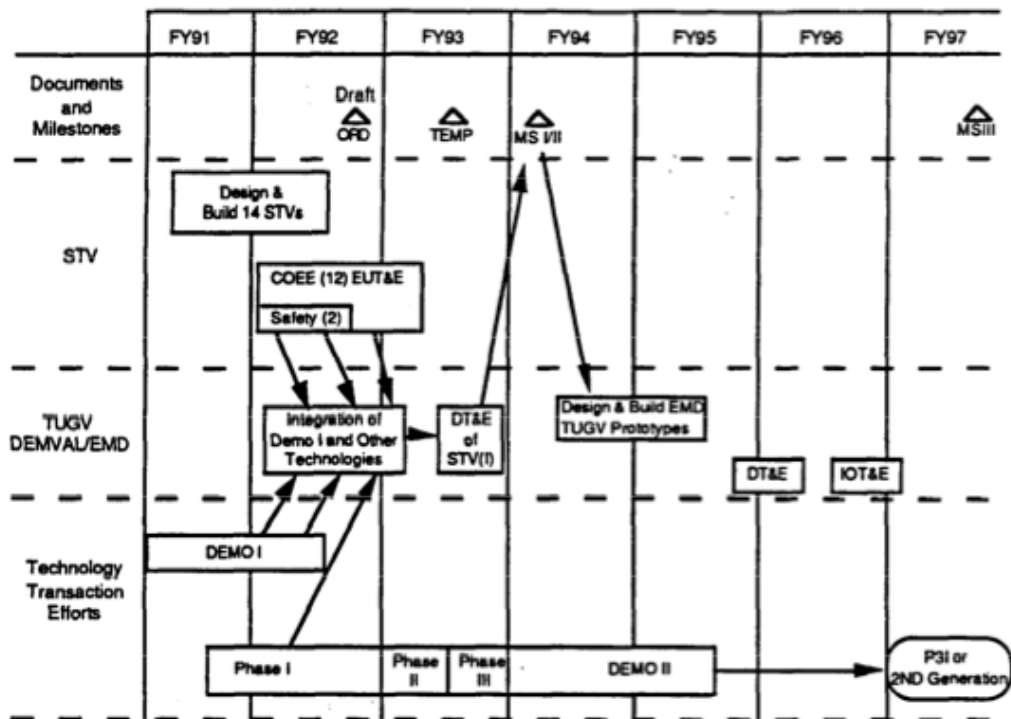 FY91 FY92 FY93 FY94 FY95 FY96 FY97
Documents
and
Milestones
Draft
ORD
TEMP
MS I/II
MSIII
STV
Design &
Build 14 STVs
COEE (12) EUT&E
Safety (2)
TUGV
DEMVAL/EMD
Integration of
Demo I and Other
Technologies
DT&E
of
STV(I)
Design & Build EMD
TUGV Prototypes
DT&E
IOT&E
Technology
Transaction
Efforts
DEMO I
Phase I
Phase
II
Phase
III
DEMO II
P3I or
2ND Generation